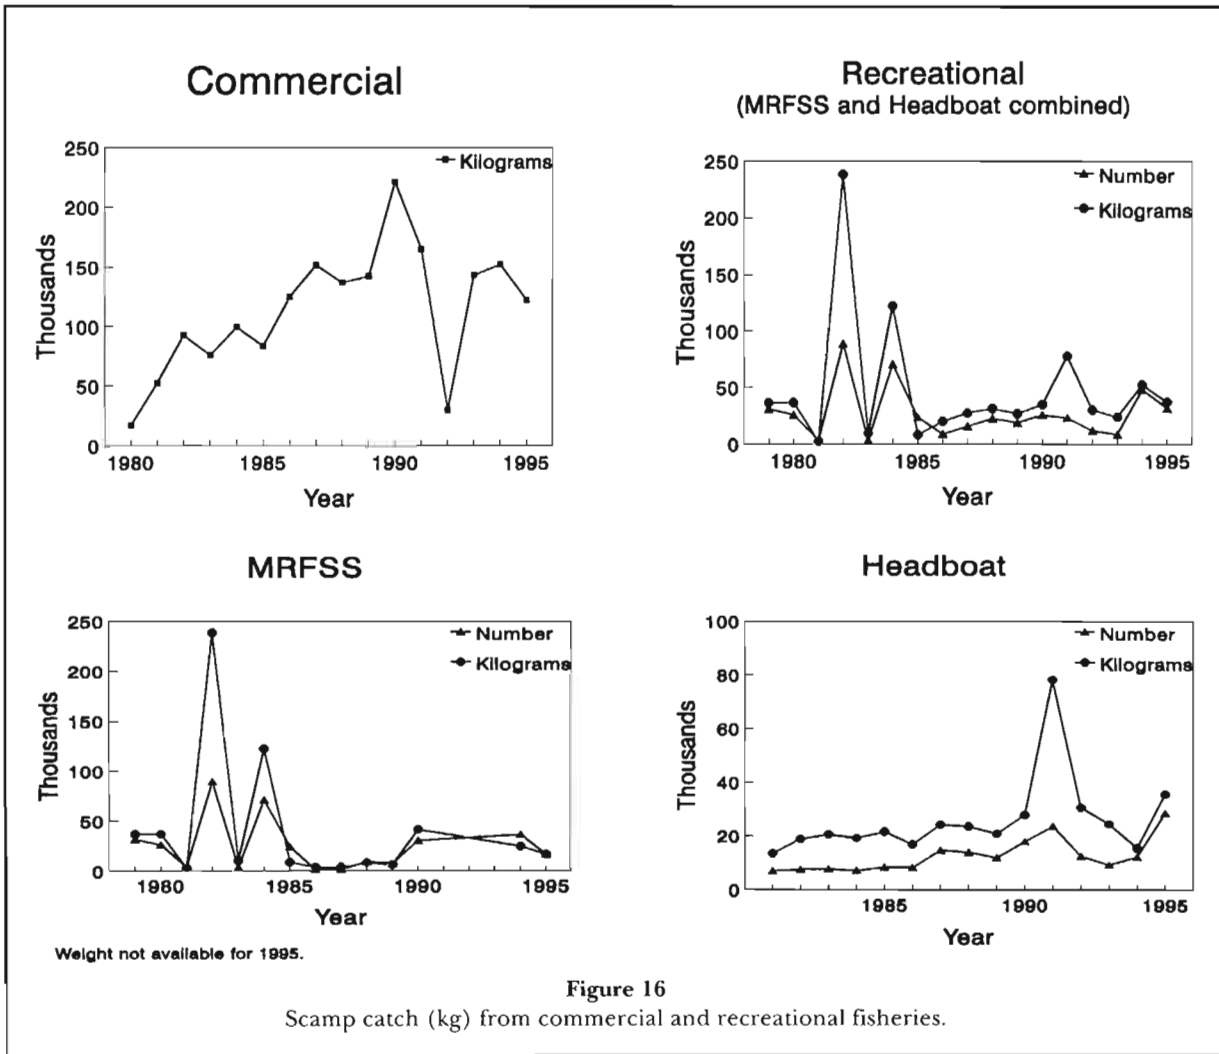 Commercial
250
200
150
100
50
0
Thousands
Kilograms
1980 1985 1990 1995
Year
Recreational
(MRFSS and Headboat combined)
250
200
150
100
50
0
Thousands
Number
Kilograms
1980 1985 1990 1995
Year
MRFSS
250
200
150
100
50
0
Thousands
Number
Kilograms
1980 1985 1990 1995
Year
Weight not available for 1995.
Headboat
100
80
60
40
20
0
Thousands
Number
Kilograms
1985 1990 1995
Year
Figure 16
Scamp catch (kg) from commercial and recreational fisheries.